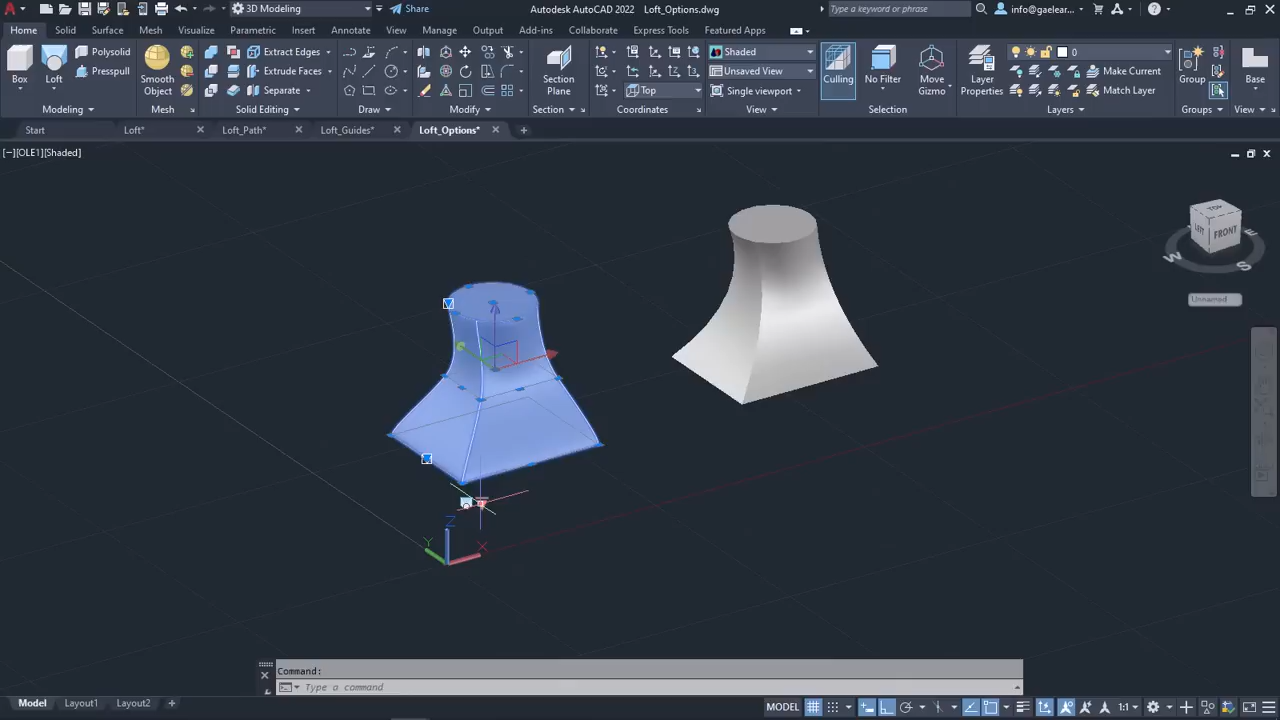 A 3D Modeling Share Autodesk AutoCAD 2022 Loft_Options.dwg Type a keyword or phrase info@gaelear...
Home Solid Surface Mesh Visualize Parametric Insert Annotate View Manage Output Add-ins Collaborate Express Tools Featured Apps
Box
Loft
Polysolid
Presspull
Modeling
Smooth
Object
Mesh
Extract Edges
Extrude Faces
Separate
Solid Editing
Draw
Modify
Section
Plane
Section
Top
Coordinates
Shaded
Unsaved View
Single viewport
View
Culling
No Filter
Move
Gizmo
Selection
Layer
Properties
0
Make Current
Match Layer
Layers
Group
Groups
Base
View
Start Loft* Loft_Path* Loft_Guides* Loft_Options*
[−][OLE1][Shaded]
TOP
LEFT FRONT
W S E
Unnamed
Z
Y X
Command:
Type a command
Model Layout1 Layout2 MODEL 1:1